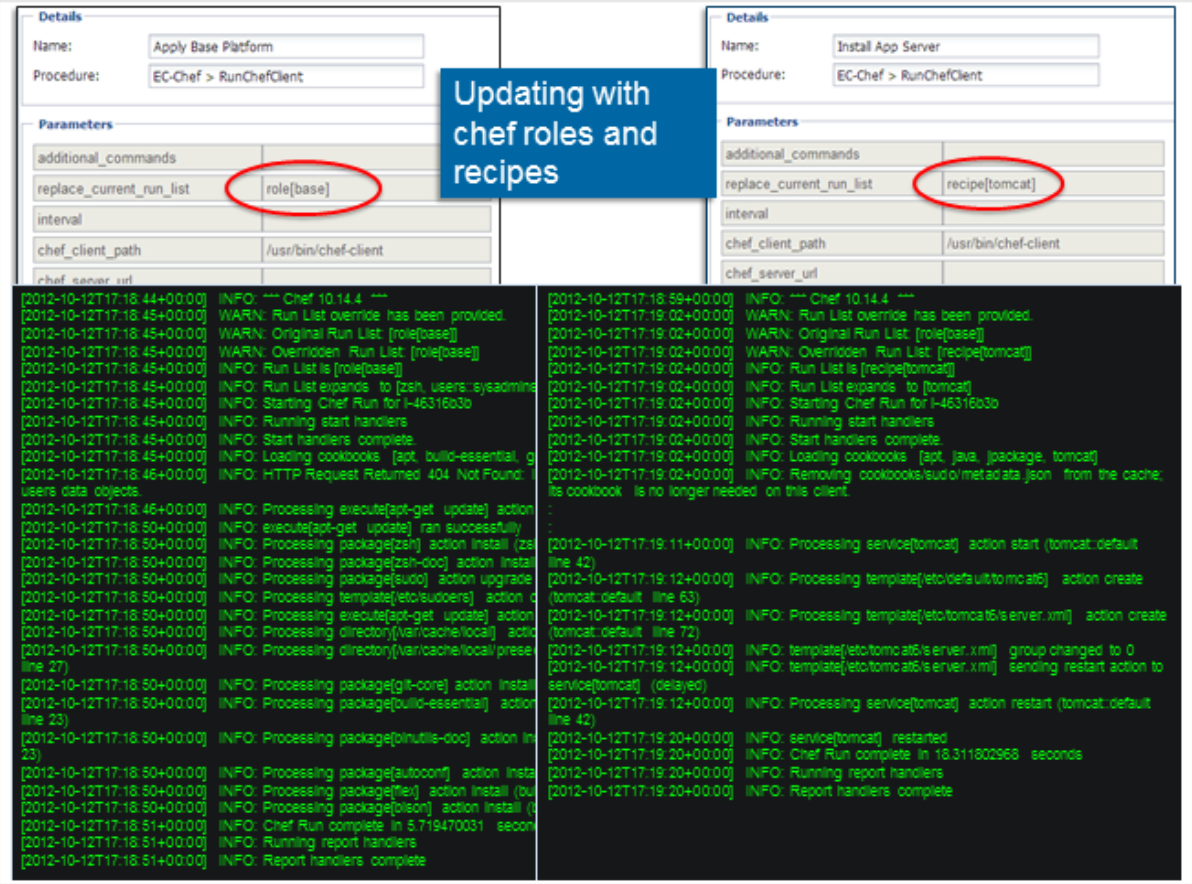 Details
Name: Apply Base Platform
Procedure: EC-Chef > RunChefClient
Parameters
additional_commands
replace_current_run_list role[base]
interval
chef_client_path /usr/bin/chef-client
chef_server_url
Updating with
chef roles and
recipes
Details
Name: Install App Server
Procedure: EC-Chef > RunChefClient
Parameters
additional_commands
replace_current_run_list recipe[tomcat]
interval
chef_client_path /usr/bin/chef-client
chef_server_url
[2012-10-12T17:18:44+00:00] INFO: *** Chef 10.14.4 ***
[2012-10-12T17:18:45+00:00] WARN: Run List override has been provided.
[2012-10-12T17:18:45+00:00] WARN: Original Run List: [role[base]]
[2012-10-12T17:18:45+00:00] WARN: Overridden Run List: [role[base]]
[2012-10-12T17:18:45+00:00] INFO: Run List is [role[base]]
[2012-10-12T17:18:45+00:00] INFO: Run List expands to [zsh, users::sysadmins
[2012-10-12T17:18:45+00:00] INFO: Starting Chef Run for i-46316b3b
[2012-10-12T17:18:45+00:00] INFO: Running start handlers
[2012-10-12T17:18:45+00:00] INFO: Start handlers complete.
[2012-10-12T17:18:45+00:00] INFO: Loading cookbooks [apt, build-essential, g
[2012-10-12T17:18:46+00:00] INFO: HTTP Request Returned 404 Not Found:
users data objects.
[2012-10-12T17:18:46+00:00] INFO: Processing execute[apt-get update] action
[2012-10-12T17:18:50+00:00] INFO: execute[apt-get update] ran successfully
[2012-10-12T17:18:50+00:00] INFO: Processing package[zsh] action install (zsh
[2012-10-12T17:18:50+00:00] INFO: Processing package[zsh-doc] action install
[2012-10-12T17:18:50+00:00] INFO: Processing package[sudo] action upgrade
[2012-10-12T17:18:50+00:00] INFO: Processing template[/etc/sudoers] action c
[2012-10-12T17:18:50+00:00] INFO: Processing execute[apt-get update] action
[2012-10-12T17:18:50+00:00] INFO: Processing directory[/var/cache/local] actio
[2012-10-12T17:18:50+00:00] INFO: Processing directory[/var/cache/local/prese
line 27)
[2012-10-12T17:18:50+00:00] INFO: Processing package[git-core] action install
[2012-10-12T17:18:50+00:00] INFO: Processing package[build-essential] action
line 23)
[2012-10-12T17:18:50+00:00] INFO: Processing package[binutils-doc] action in
23)
[2012-10-12T17:18:50+00:00] INFO: Processing package[autoconf] action insta
[2012-10-12T17:18:50+00:00] INFO: Processing package[flex] action install (bui
[2012-10-12T17:18:50+00:00] INFO: Processing package[bison] action install (b
[2012-10-12T17:18:51+00:00] INFO: Chef Run complete in 5.719470031 secon
[2012-10-12T17:18:51+00:00] INFO: Running report handlers
[2012-10-12T17:18:51+00:00] INFO: Report handlers complete
[2012-10-12T17:18:59+00:00] INFO: *** Chef 10.14.4 ***
[2012-10-12T17:19:02+00:00] WARN: Run List override has been provided.
[2012-10-12T17:19:02+00:00] WARN: Original Run List: [role[base]]
[2012-10-12T17:19:02+00:00] WARN: Overridden Run List: [recipe[tomcat]]
[2012-10-12T17:19:02+00:00] INFO: Run List is [recipe[tomcat]]
[2012-10-12T17:19:02+00:00] INFO: Run List expands to [tomcat]
[2012-10-12T17:19:02+00:00] INFO: Starting Chef Run for i-46316b3b
[2012-10-12T17:19:02+00:00] INFO: Running start handlers
[2012-10-12T17:19:02+00:00] INFO: Start handlers complete.
[2012-10-12T17:19:02+00:00] INFO: Loading cookbooks [apt, java, jpackage, tomcat]
[2012-10-12T17:19:02+00:00] INFO: Removing cookbooks/sudo/metadata.json from the cache;
its cookbook is no longer needed on this client.
:
:
[2012-10-12T17:19:11+00:00] INFO: Processing service[tomcat] action start (tomcat::default
line 42)
[2012-10-12T17:19:12+00:00] INFO: Processing template[/etc/default/tomcat6] action create
(tomcat::default line 63)
[2012-10-12T17:19:12+00:00] INFO: Processing template[/etc/tomcat6/server.xml] action create
(tomcat::default line 72)
[2012-10-12T17:19:12+00:00] INFO: template[/etc/tomcat6/server.xml] group changed to 0
[2012-10-12T17:19:12+00:00] INFO: template[/etc/tomcat6/server.xml] sending restart action to
service[tomcat] (delayed)
[2012-10-12T17:19:12+00:00] INFO: Processing service[tomcat] action restart (tomcat::default
line 42)
[2012-10-12T17:19:20+00:00] INFO: service[tomcat] restarted
[2012-10-12T17:19:20+00:00] INFO: Chef Run complete in 18.311802968 seconds
[2012-10-12T17:19:20+00:00] INFO: Running report handlers
[2012-10-12T17:19:20+00:00] INFO: Report handlers complete